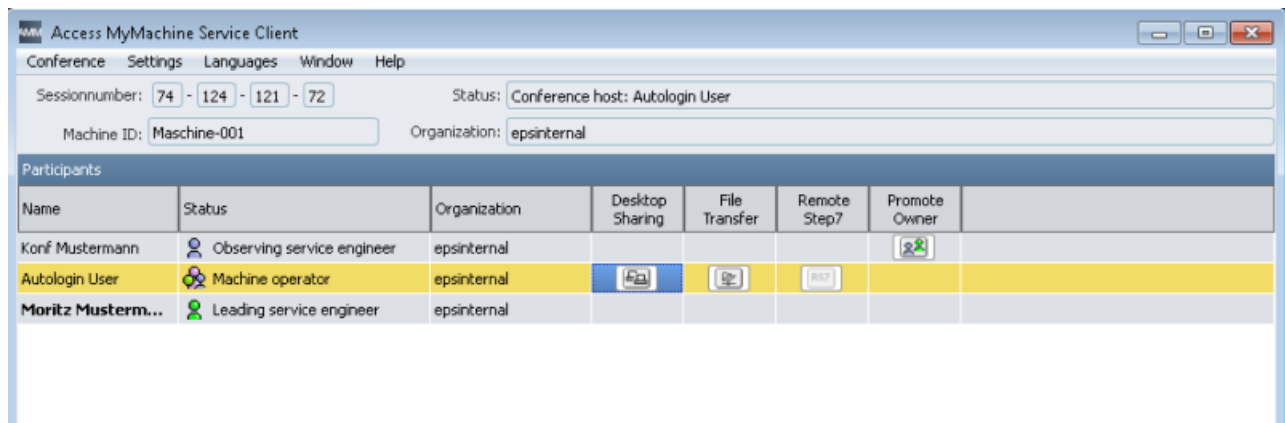 AMM Access MyMachine Service Client
Conference Settings Languages Window Help
Sessionnumber: 74 - 124 - 121 - 72 Status: Conference host: Autologin User
Machine ID: Maschine-001 Organization: epsinternal
Participants
Name Status Organization Desktop Sharing File Transfer Remote Step7 Promote Owner
Konf Mustermann Observing service engineer epsinternal
Autologin User Machine operator epsinternal RS7
Moritz Musterm... Leading service engineer epsinternal